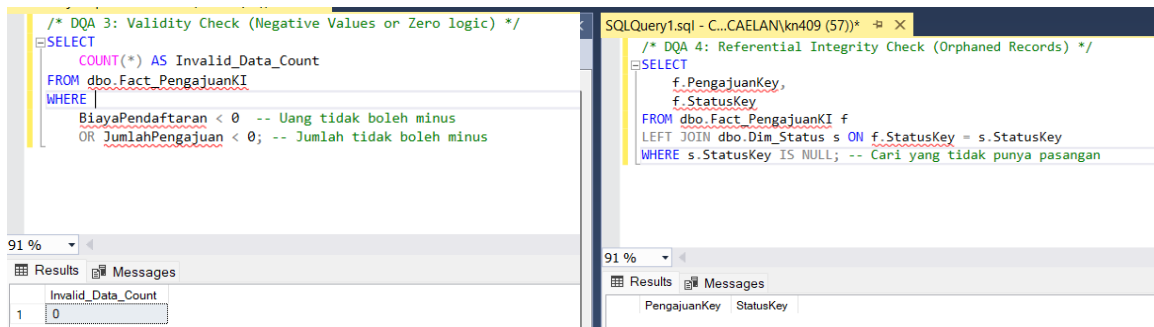 /* DQA 3: Validity Check (Negative Values or Zero logic) */
SELECT
COUNT(*) AS Invalid_Data_Count
FROM dbo.Fact_PengajuanKI
WHERE
BiayaPendaftaran < 0  -- Uang tidak boleh minus
OR JumlahPengajuan < 0; -- Jumlah tidak boleh minus
91 %
Results Messages
Invalid_Data_Count
1 0
SQLQuery1.sql - C...CAELAN\kn409 (57))*
/* DQA 4: Referential Integrity Check (Orphaned Records) */
SELECT
f.PengajuanKey,
f.StatusKey
FROM dbo.Fact_PengajuanKI f
LEFT JOIN dbo.Dim_Status s ON f.StatusKey = s.StatusKey
WHERE s.StatusKey IS NULL; -- Cari yang tidak punya pasangan
91 %
Results Messages
PengajuanKey StatusKey